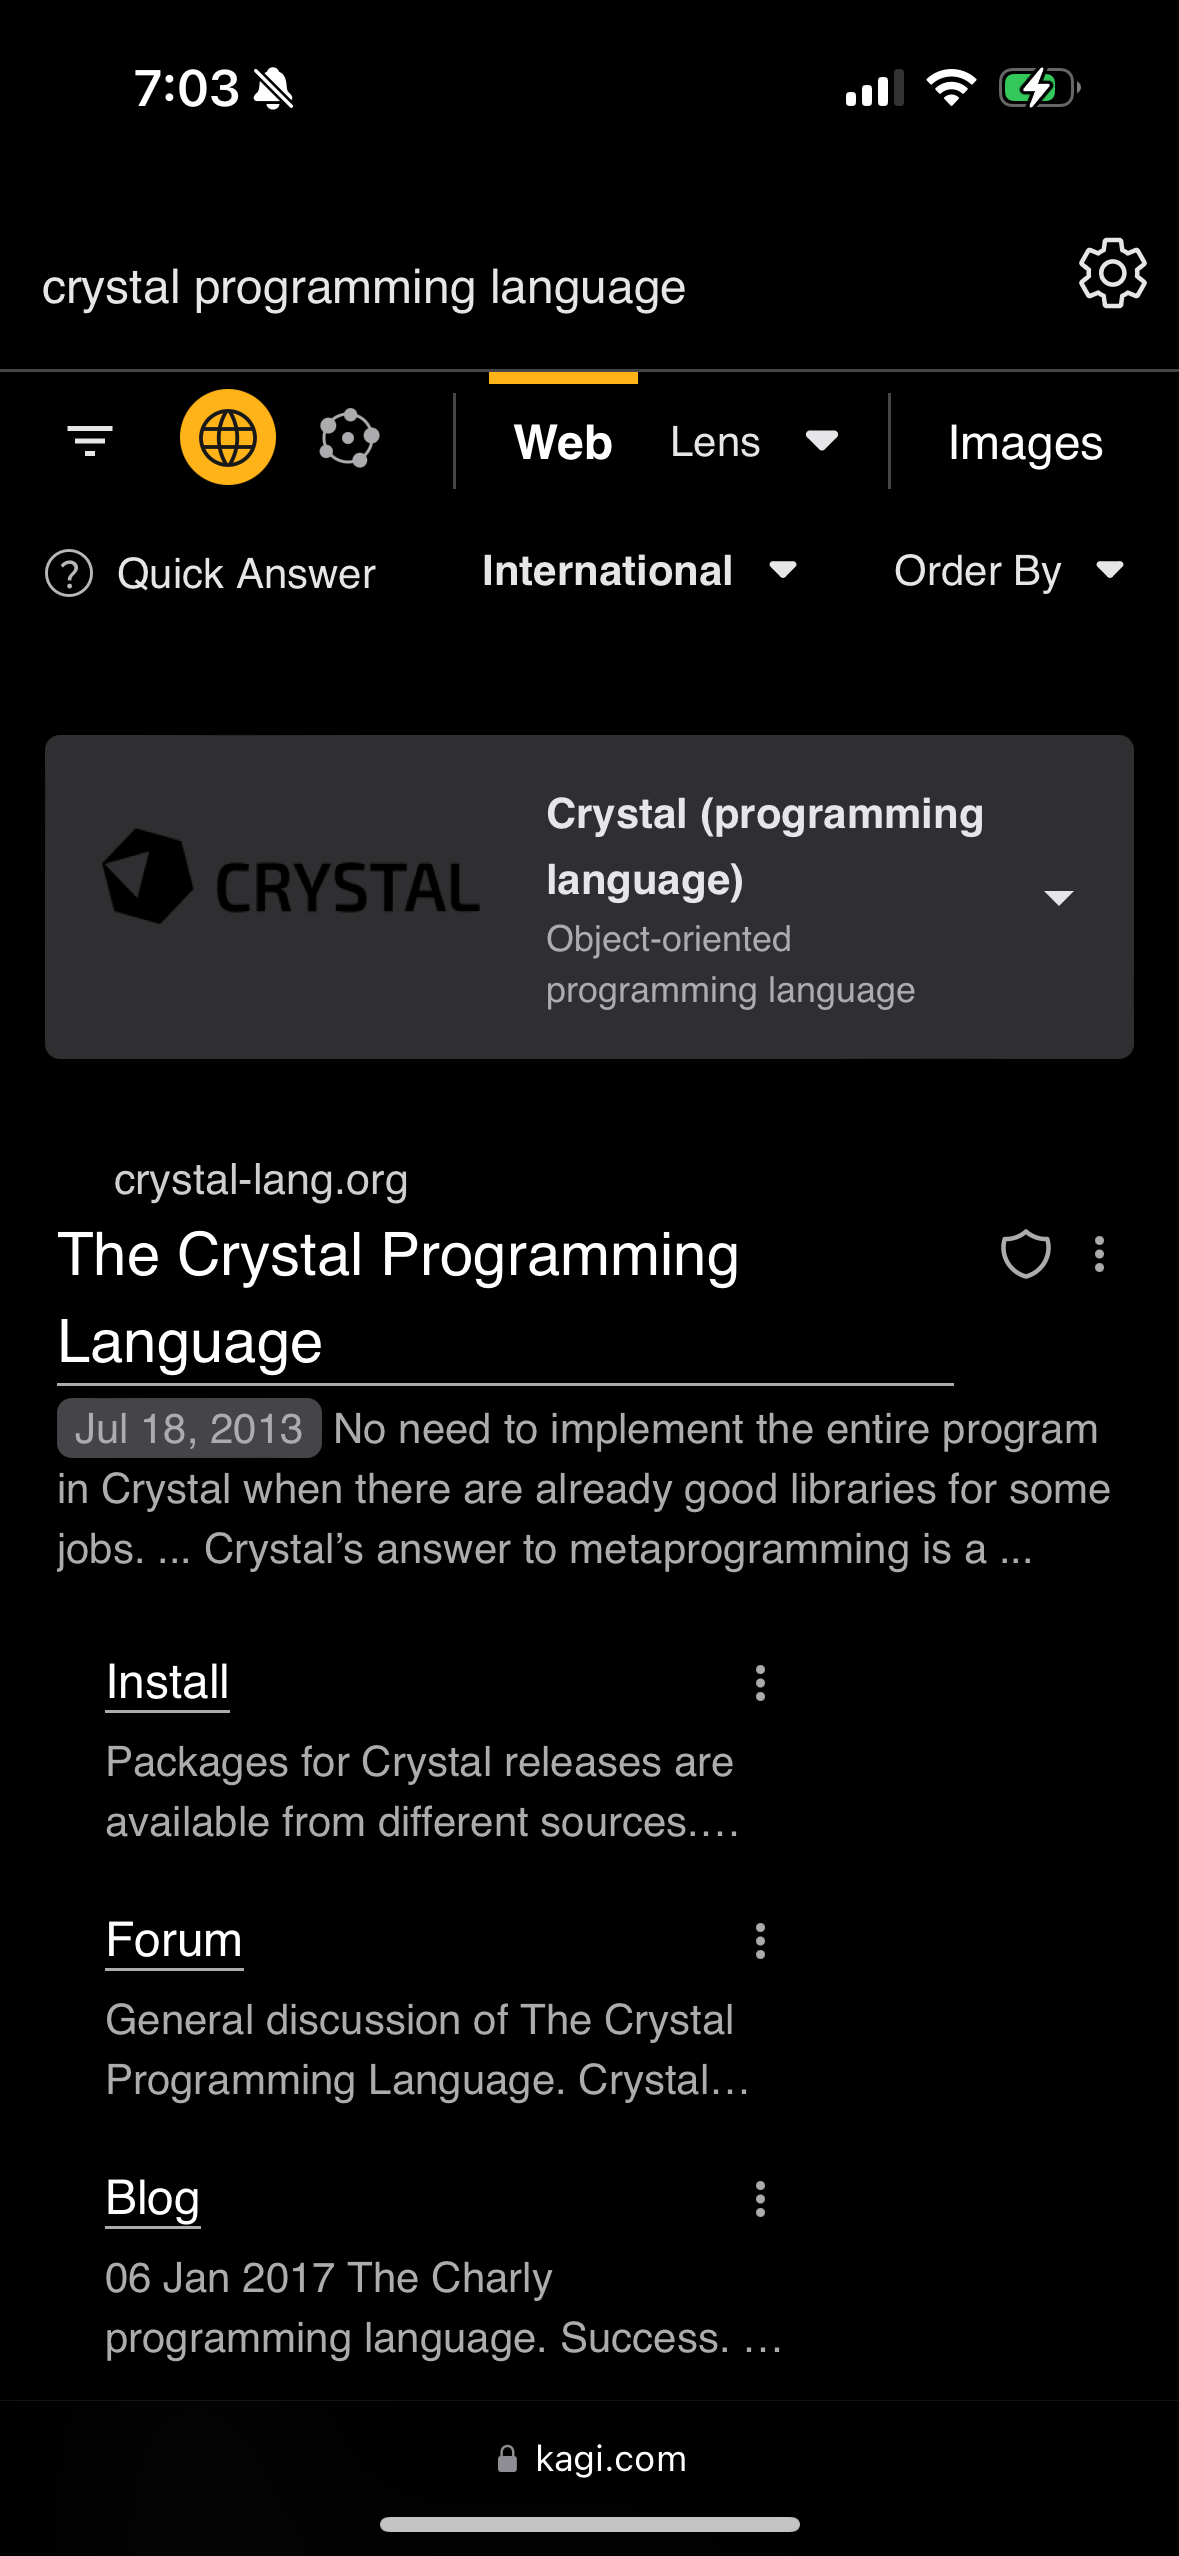 7:03
crystal programming language
Web Lens Images
Quick Answer International Order By
CRYSTAL
Crystal (programming
language)
Object-oriented
programming language
crystal-lang.org
The Crystal Programming
Language
Jul 18, 2013 No need to implement the entire program
in Crystal when there are already good libraries for some
jobs. ... Crystal’s answer to metaprogramming is a ...
Install
Packages for Crystal releases are
available from different sources.…
Forum
General discussion of The Crystal
Programming Language. Crystal…
Blog
06 Jan 2017 The Charly
programming language. Success. …
kagi.com